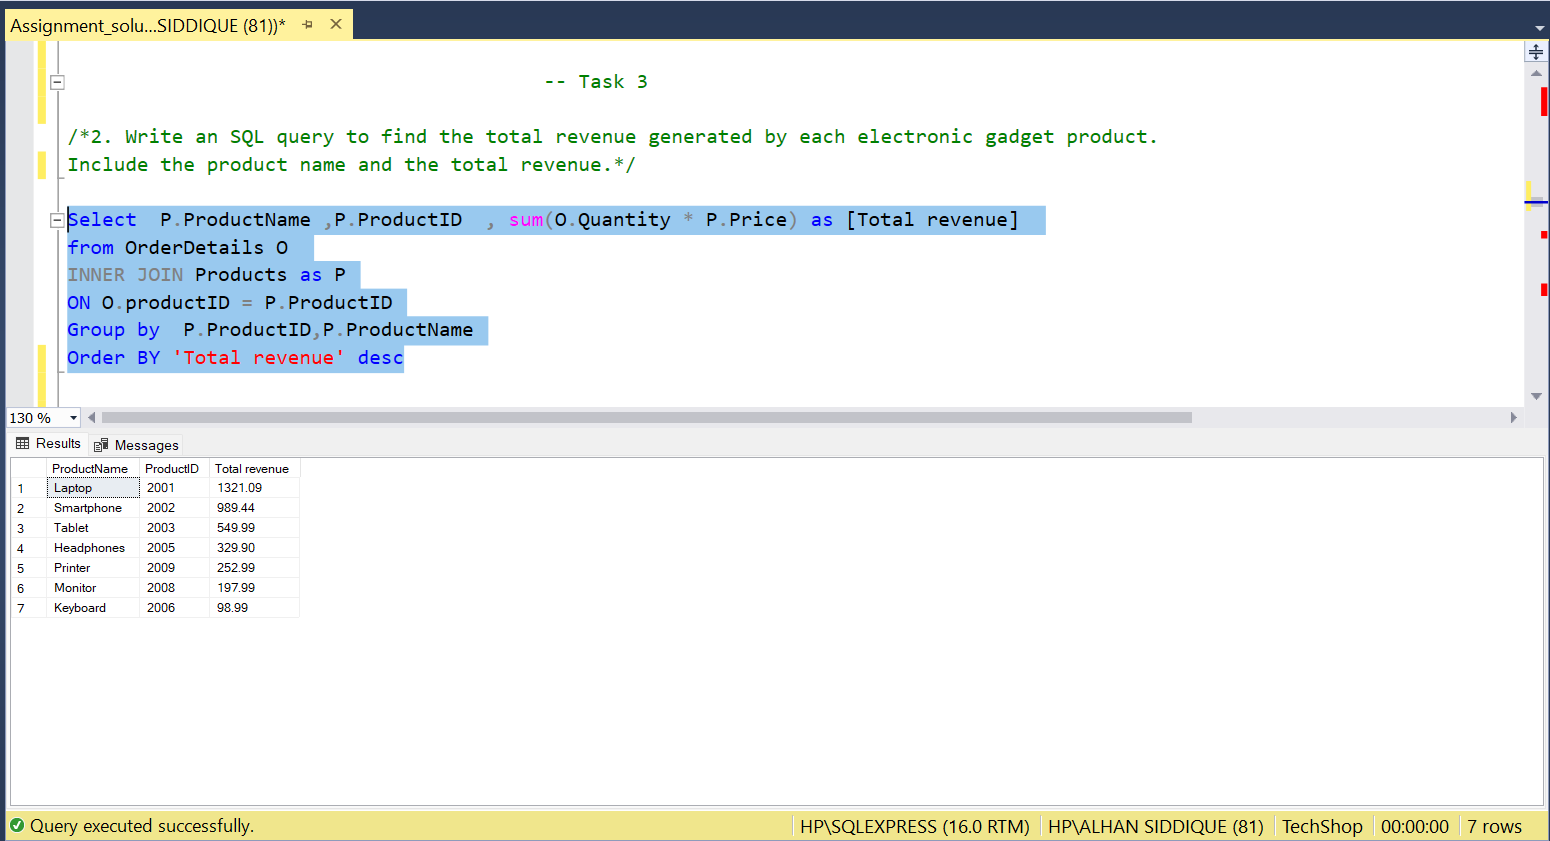 Assignment_solu...SIDDIQUE (81))*
-- Task 3
/*2. Write an SQL query to find the total revenue generated by each electronic gadget product.
Include the product name and the total revenue.*/
Select  P.ProductName ,P.ProductID  , sum(O.Quantity * P.Price) as [Total revenue]
from OrderDetails O
INNER JOIN Products as P
ON O.productID = P.ProductID
Group by  P.ProductID,P.ProductName
Order BY 'Total revenue' desc
130 %
Results Messages
ProductName ProductID Total revenue
1 Laptop 2001 1321.09
2 Smartphone 2002 989.44
3 Tablet 2003 549.99
4 Headphones 2005 329.90
5 Printer 2009 252.99
6 Monitor 2008 197.99
7 Keyboard 2006 98.99
Query executed successfully. HP\SQLEXPRESS (16.0 RTM) HP\ALHAN SIDDIQUE (81) TechShop 00:00:00 7 rows